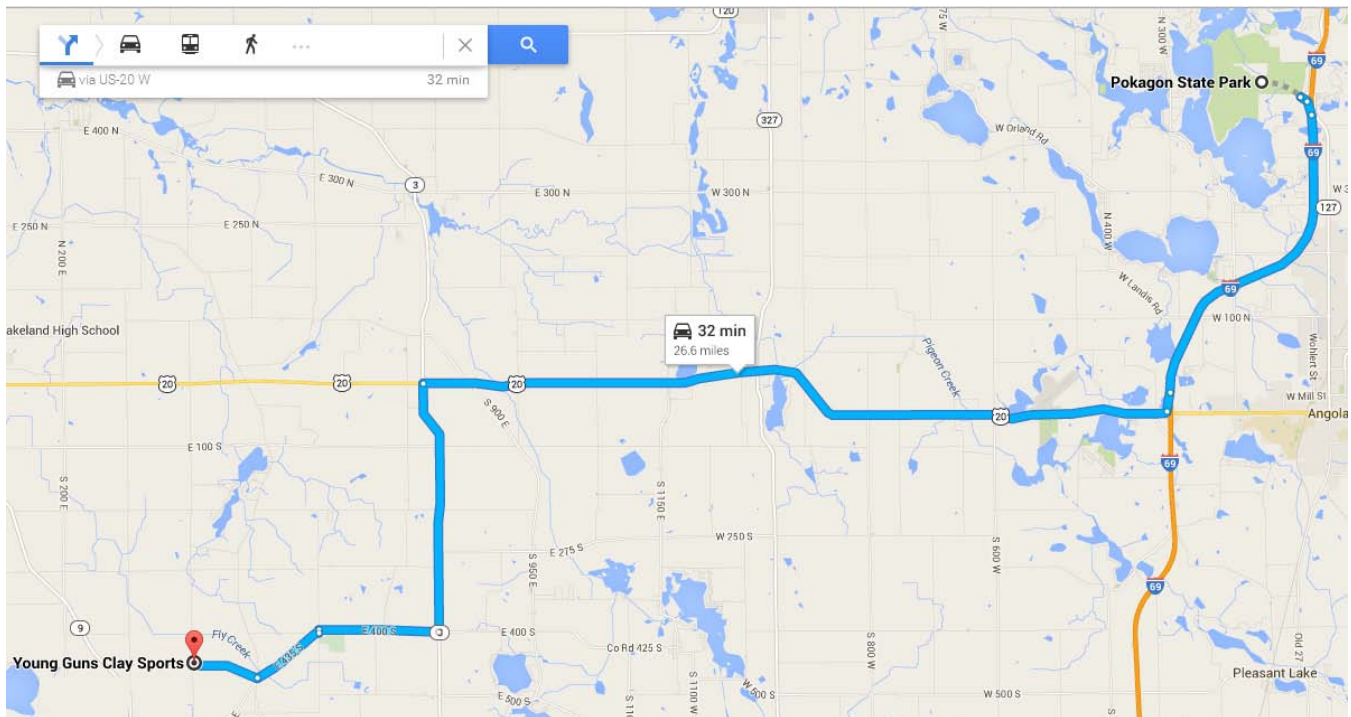 120
75 W
N 300 W
69
via US-20 W
32 min
Pokagon State Park
327
W Orland Rd
E 400 N
E 400 N
69
E 300 N
3
E 300 N
W 300 N
127
E 250 N
E 250 N
N 200 E
N 400 W
W Landis Rd
69
W 100 N
akeland High School
32 min
26.6 miles
Pigeon Creek
Wohlert St
20
20
20
S 900 E
20
W Mill St
Angola
E 100 S
69
S 200 E
S 1150 E
W 250 S
E 275 S
S 950 E
S 600 W
69
9
Fly Creek
E 400 S
3
E 400 S
Co Rd 425 S
S 800 W
Old 27
Young Guns Clay Sports
Pleasant Lake
E 500 S
S 1100 W
W 500 S
W 500 S